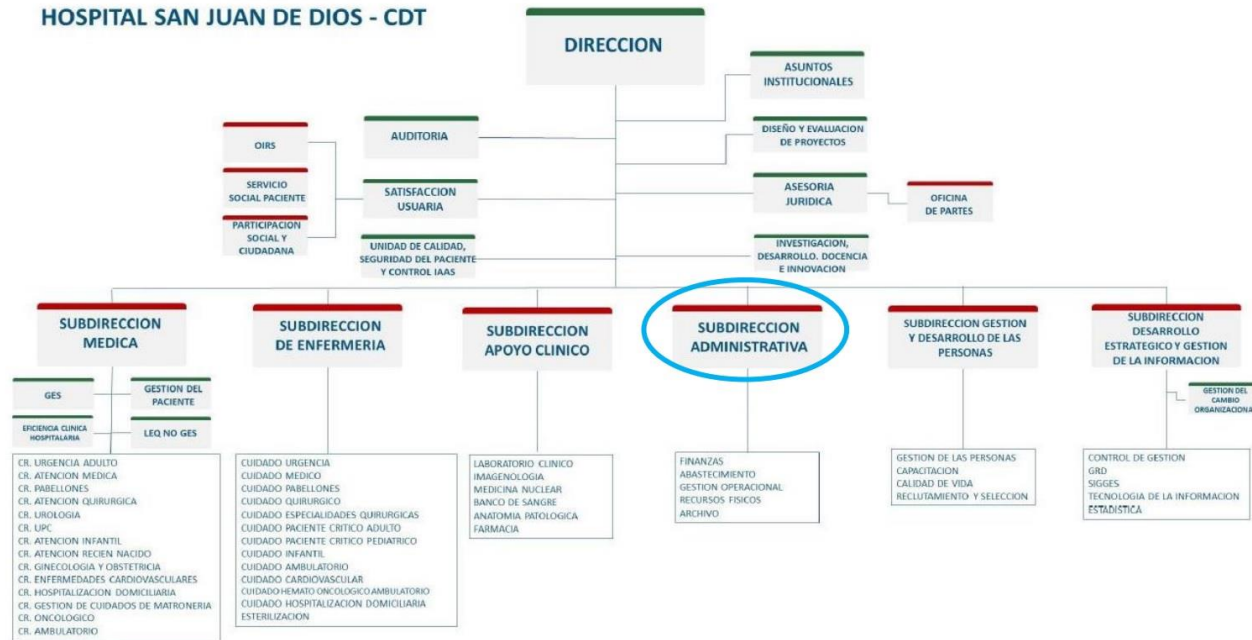 HOSPITAL SAN JUAN DE DIOS - CDT
DIRECCION
ASUNTOS
INSTITUCIONALES
AUDITORIA
DISEÑO Y EVALUACION
DE PROYECTOS
OIRS
SERVICIO
SOCIAL PACIENTE
PARTICIPACION
SOCIAL Y
CIUDADANA
SATISFACCION
USUARIA
ASESORIA
JURIDICA
OFICINA
DE PARTES
UNIDAD DE CALIDAD,
SEGURIDAD DEL PACIENTE
Y CONTROL IAAS
INVESTIGACION,
DESARROLLO. DOCENCIA
E INNOVACION
SUBDIRECCION
MEDICA
GES
GESTION DEL
PACIENTE
EFICIENCIA CLINICA
HOSPITALARIA
LEQ NO GES
CR. URGENCIA ADULTO
CR. ATENCION MEDICA
CR. PABELLONES
CR. ATENCION QUIRURGICA
CR. UROLOGIA
CR. UPC
CR. ATENCION INFANTIL
CR. ATENCION RECIEN NACIDO
CR. GINECOLOGIA Y OBSTETRICIA
CR. ENFERMEDADES CARDIOVASCULARES
CR. HOSPITALIZACION DOMICILIARIA
CR. GESTION DE CUIDADOS DE MATRONERIA
CR. ONCOLOGICO
CR. AMBULATORIO
SUBDIRECCION
DE ENFERMERIA
CUIDADO URGENCIA
CUIDADO MEDICO
CUIDADO PABELLONES
CUIDADO QUIRURGICO
CUIDADO ESPECIALIDADES QUIRURGICAS
CUIDADO PACIENTE CRITICO ADULTO
CUIDADO PACIENTE CRITICO PEDIATRICO
CUIDADO INFANTIL
CUIDADO AMBULATORIO
CUIDADO CARDIOVASCULAR
CUIDADO HEMATO ONCOLOGICO AMBULATORIO
CUIDADO HOSPITALIZACION DOMICILIARIA
ESTERILIZACION
SUBDIRECCION
APOYO CLINICO
LABORATORIO CLINICO
IMAGENOLOGIA
MEDICINA NUCLEAR
BANCO DE SANGRE
ANATOMIA PATOLOGICA
FARMACIA
SUBDIRECCION
ADMINISTRATIVA
FINANZAS
ABASTECIMIENTO
GESTION OPERACIONAL
RECURSOS FISICOS
ARCHIVO
SUBDIRECCION GESTION
Y DESARROLLO DE LAS
PERSONAS
GESTION DE LAS PERSONAS
CAPACITACION
CALIDAD DE VIDA
RECLUTAMIENTO Y SELECCIÓN
SUBDIRECCION
DESARROLLO
ESTRATEGICO Y GESTION
DE LA INFORMACION
GESTION DEL
CAMBIO
ORGANIZACIONA
CONTROL DE GESTION
GRD
SIGGES
TECNOLOGIA DE LA INFORMACION
ESTADISTICA